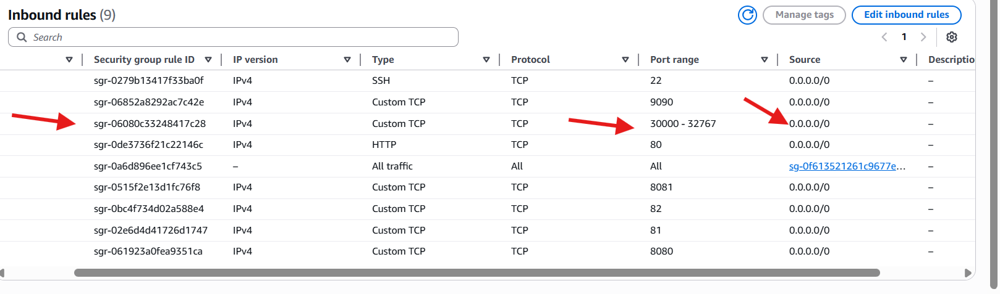 Inbound rules (9)
Manage tags
Edit inbound rules
Search
1
Security group rule ID IP version Type Protocol Port range Source Descriptio
sgr-0279b13417f33ba0f IPv4 SSH TCP 22 0.0.0.0/0 –
sgr-06852a8292ac7c42e IPv4 Custom TCP TCP 9090 0.0.0.0/0 –
sgr-06080c33248417c28 IPv4 Custom TCP TCP 30000 - 32767 0.0.0.0/0 –
sgr-0de3736f21c22146c IPv4 HTTP TCP 80 0.0.0.0/0 –
sgr-0a6d896ee1cf743c5 – All traffic All All sg-0f613521261c9677e... –
sgr-0515f2e13d1fc76f8 IPv4 Custom TCP TCP 8081 0.0.0.0/0 –
sgr-0bc4f734d02a588e4 IPv4 Custom TCP TCP 82 0.0.0.0/0 –
sgr-02e6d4d41726d1747 IPv4 Custom TCP TCP 81 0.0.0.0/0 –
sgr-061923a0fea9351ca IPv4 Custom TCP TCP 8080 0.0.0.0/0 –